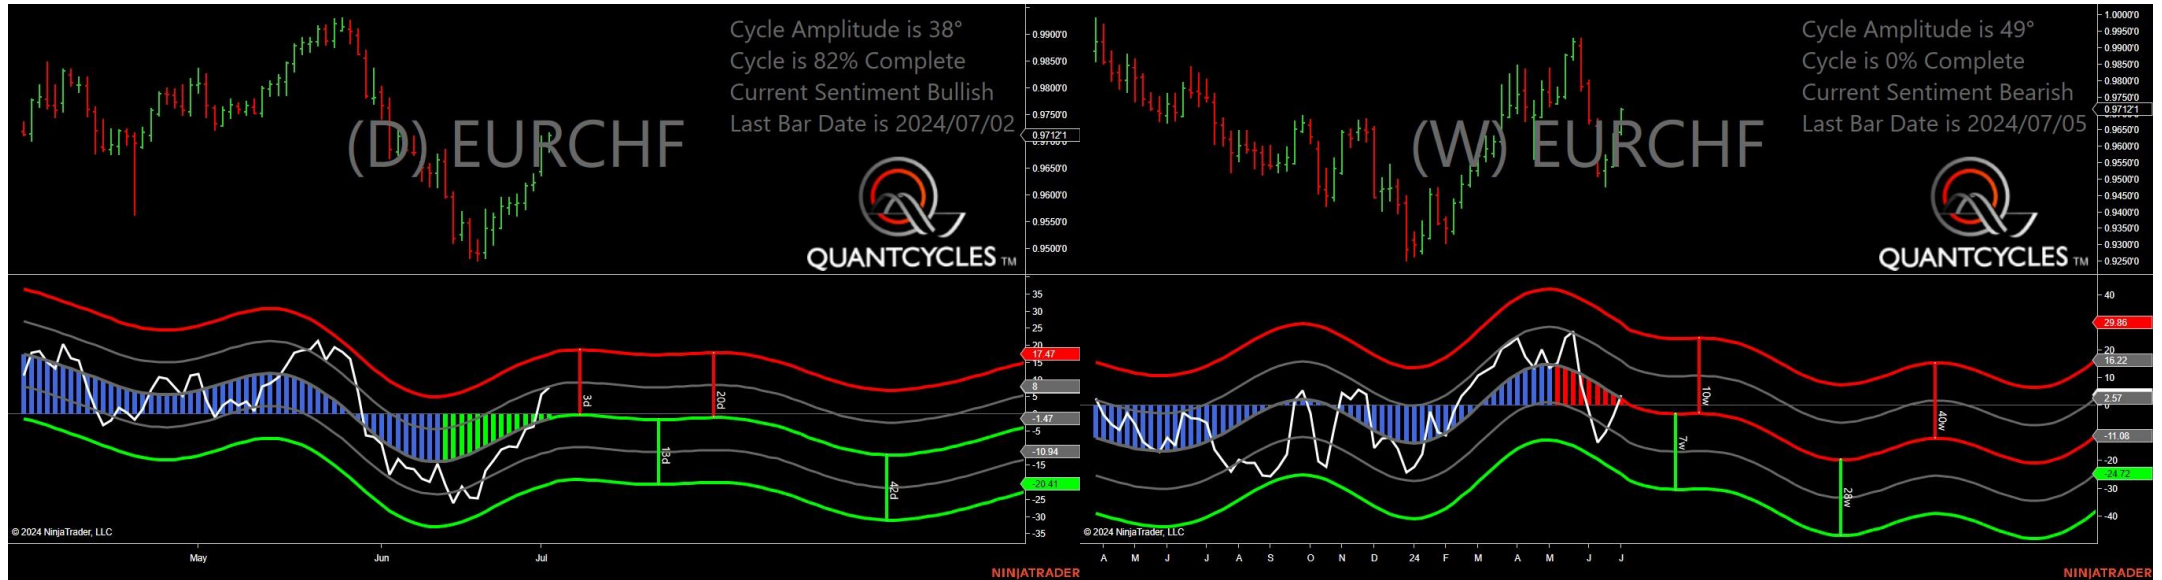 Cycle Amplitude is 38°
Cycle is 82% Complete
Current Sentiment Bullish
Last Bar Date is 2024/07/02
(D) EURCHF
QUANTCYCLES TM
0.9900'0
0.9850'0
0.9800'0
0.9750'0
0.9712'1
0.9700'0
0.9650'0
0.9600'0
0.9550'0
0.9500'0
35
30
25
20
17.47
15
10
8
5
-1.47
-5
-10.94
-15
-20.41
-25
-30
-35
3d
20d
13d
42d
© 2024 NinjaTrader, LLC
May
Jun
Jul
NINJATRADER
Cycle Amplitude is 49°
Cycle is 0% Complete
Current Sentiment Bearish
Last Bar Date is 2024/07/05
(W) EURCHF
QUANTCYCLES TM
1.0000'0
0.9950'0
0.9900'0
0.9850'0
0.9800'0
0.9750'0
0.9712'1
0.9650'0
0.9600'0
0.9550'0
0.9500'0
0.9450'0
0.9400'0
0.9350'0
0.9300'0
0.9250'0
40
29.86
20
16.22
10
2.57
0
-11.08
-20
-24.72
-30
-40
10w
7w
40w
28w
© 2024 NinjaTrader, LLC
A M J J A S O N D 24 F M A M J J
NINJATRADER